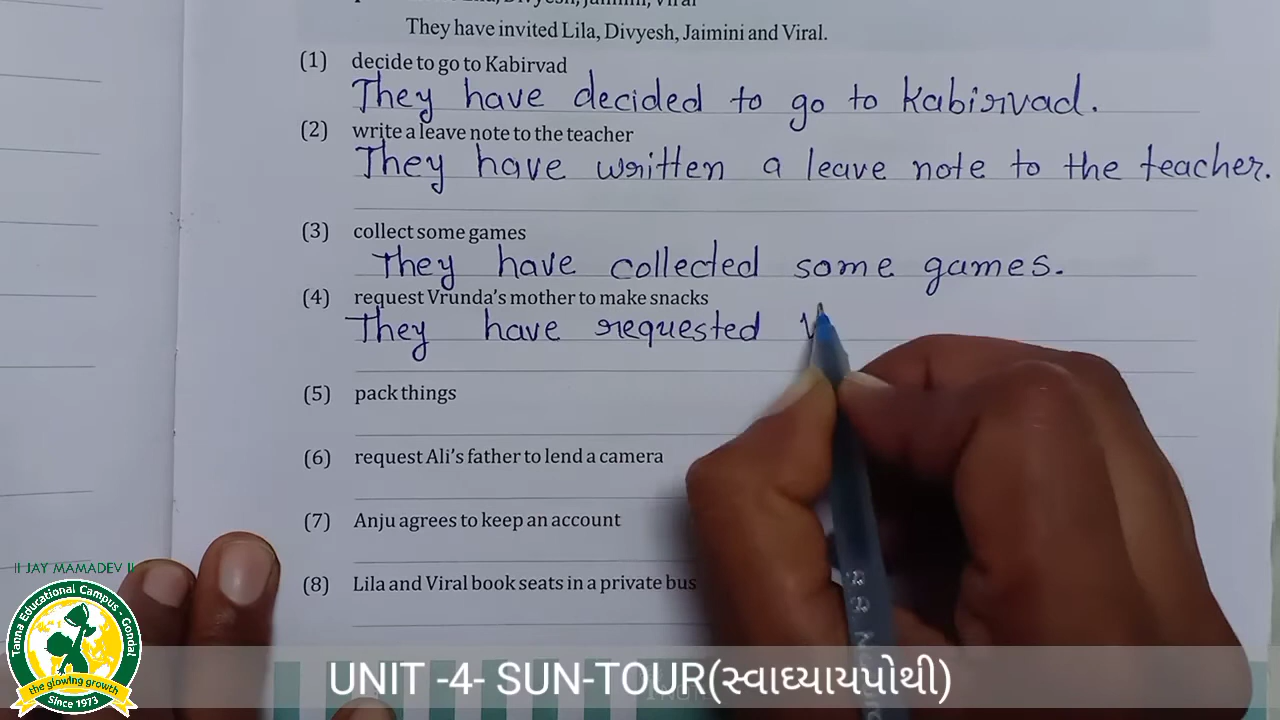 They have invited Lila, Divyesh, Jaimini and Viral.
(1) decide to go to Kabirvad
They have decided to go to Kabirvad.
(2) write a leave note to the teacher
They have written a leave note to the teacher.
(3) collect some games
They have collected some games.
(4) request Vrunda's mother to make snacks
They have requested V
(5) pack things
(6) request Ali's father to lend a camera
(7) Anju agrees to keep an account
(8) Lila and Viral book seats in a private bus
II JAY MAMADEV II
Tanna Educational Campus - Gondal
the glowing growth
Since 1973
UNIT -4- SUN-TOUR(સ્વાધ્યાયપોથી)